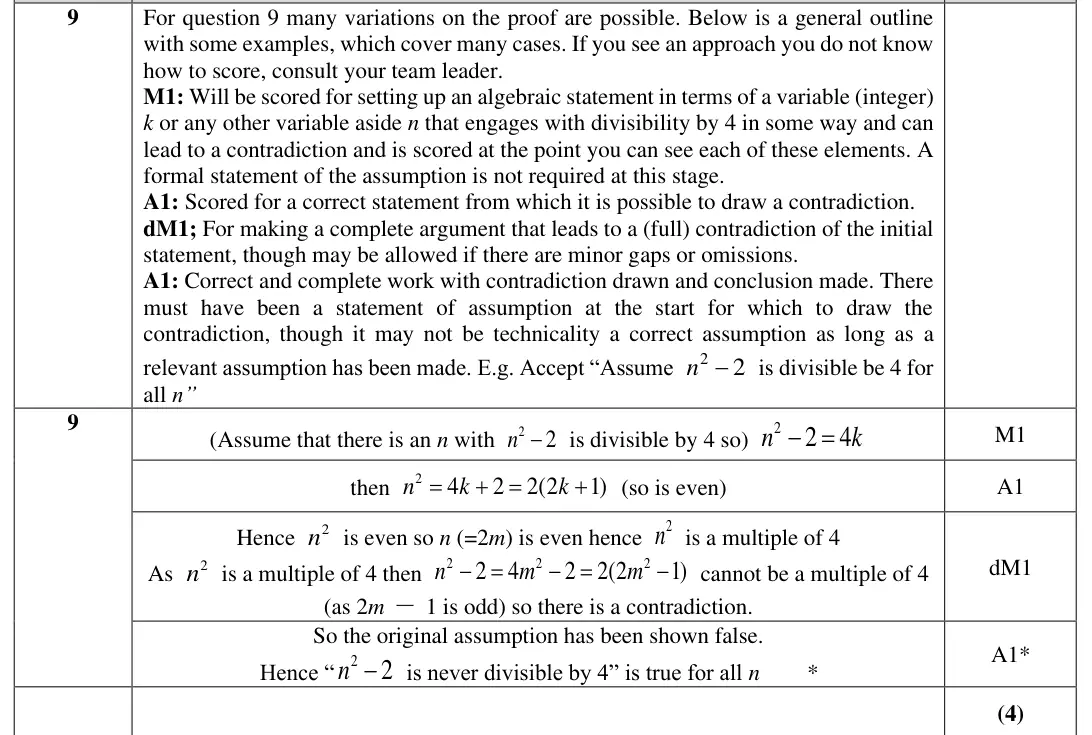 9 For question 9 many variations on the proof are possible. Below is a general outline
with some examples, which cover many cases. If you see an approach you do not know
how to score, consult your team leader.
M1: Will be scored for setting up an algebraic statement in terms of a variable (integer)
k or any other variable aside n that engages with divisibility by 4 in some way and can
lead to a contradiction and is scored at the point you can see each of these elements. A
formal statement of the assumption is not required at this stage.
A1: Scored for a correct statement from which it is possible to draw a contradiction.
dM1; For making a complete argument that leads to a (full) contradiction of the initial
statement, though may be allowed if there are minor gaps or omissions.
A1: Correct and complete work with contradiction drawn and conclusion made. There
must have been a statement of assumption at the start for which to draw the
contradiction, though it may not be technicality a correct assumption as long as a
relevant assumption has been made. E.g. Accept “Assume n² − 2 is divisible be 4 for
all n”
9 (Assume that there is an n with n² − 2 is divisible by 4 so) n² − 2 = 4k M1
then n² = 4k + 2 = 2(2k + 1) (so is even) A1
Hence n² is even so n (=2m) is even hence n² is a multiple of 4
As n² is a multiple of 4 then n² − 2 = 4m² − 2 = 2(2m² − 1) cannot be a multiple of 4 dM1
(as 2m − 1 is odd) so there is a contradiction.
So the original assumption has been shown false.
Hence “n² − 2 is never divisible by 4” is true for all n * A1*
(4)